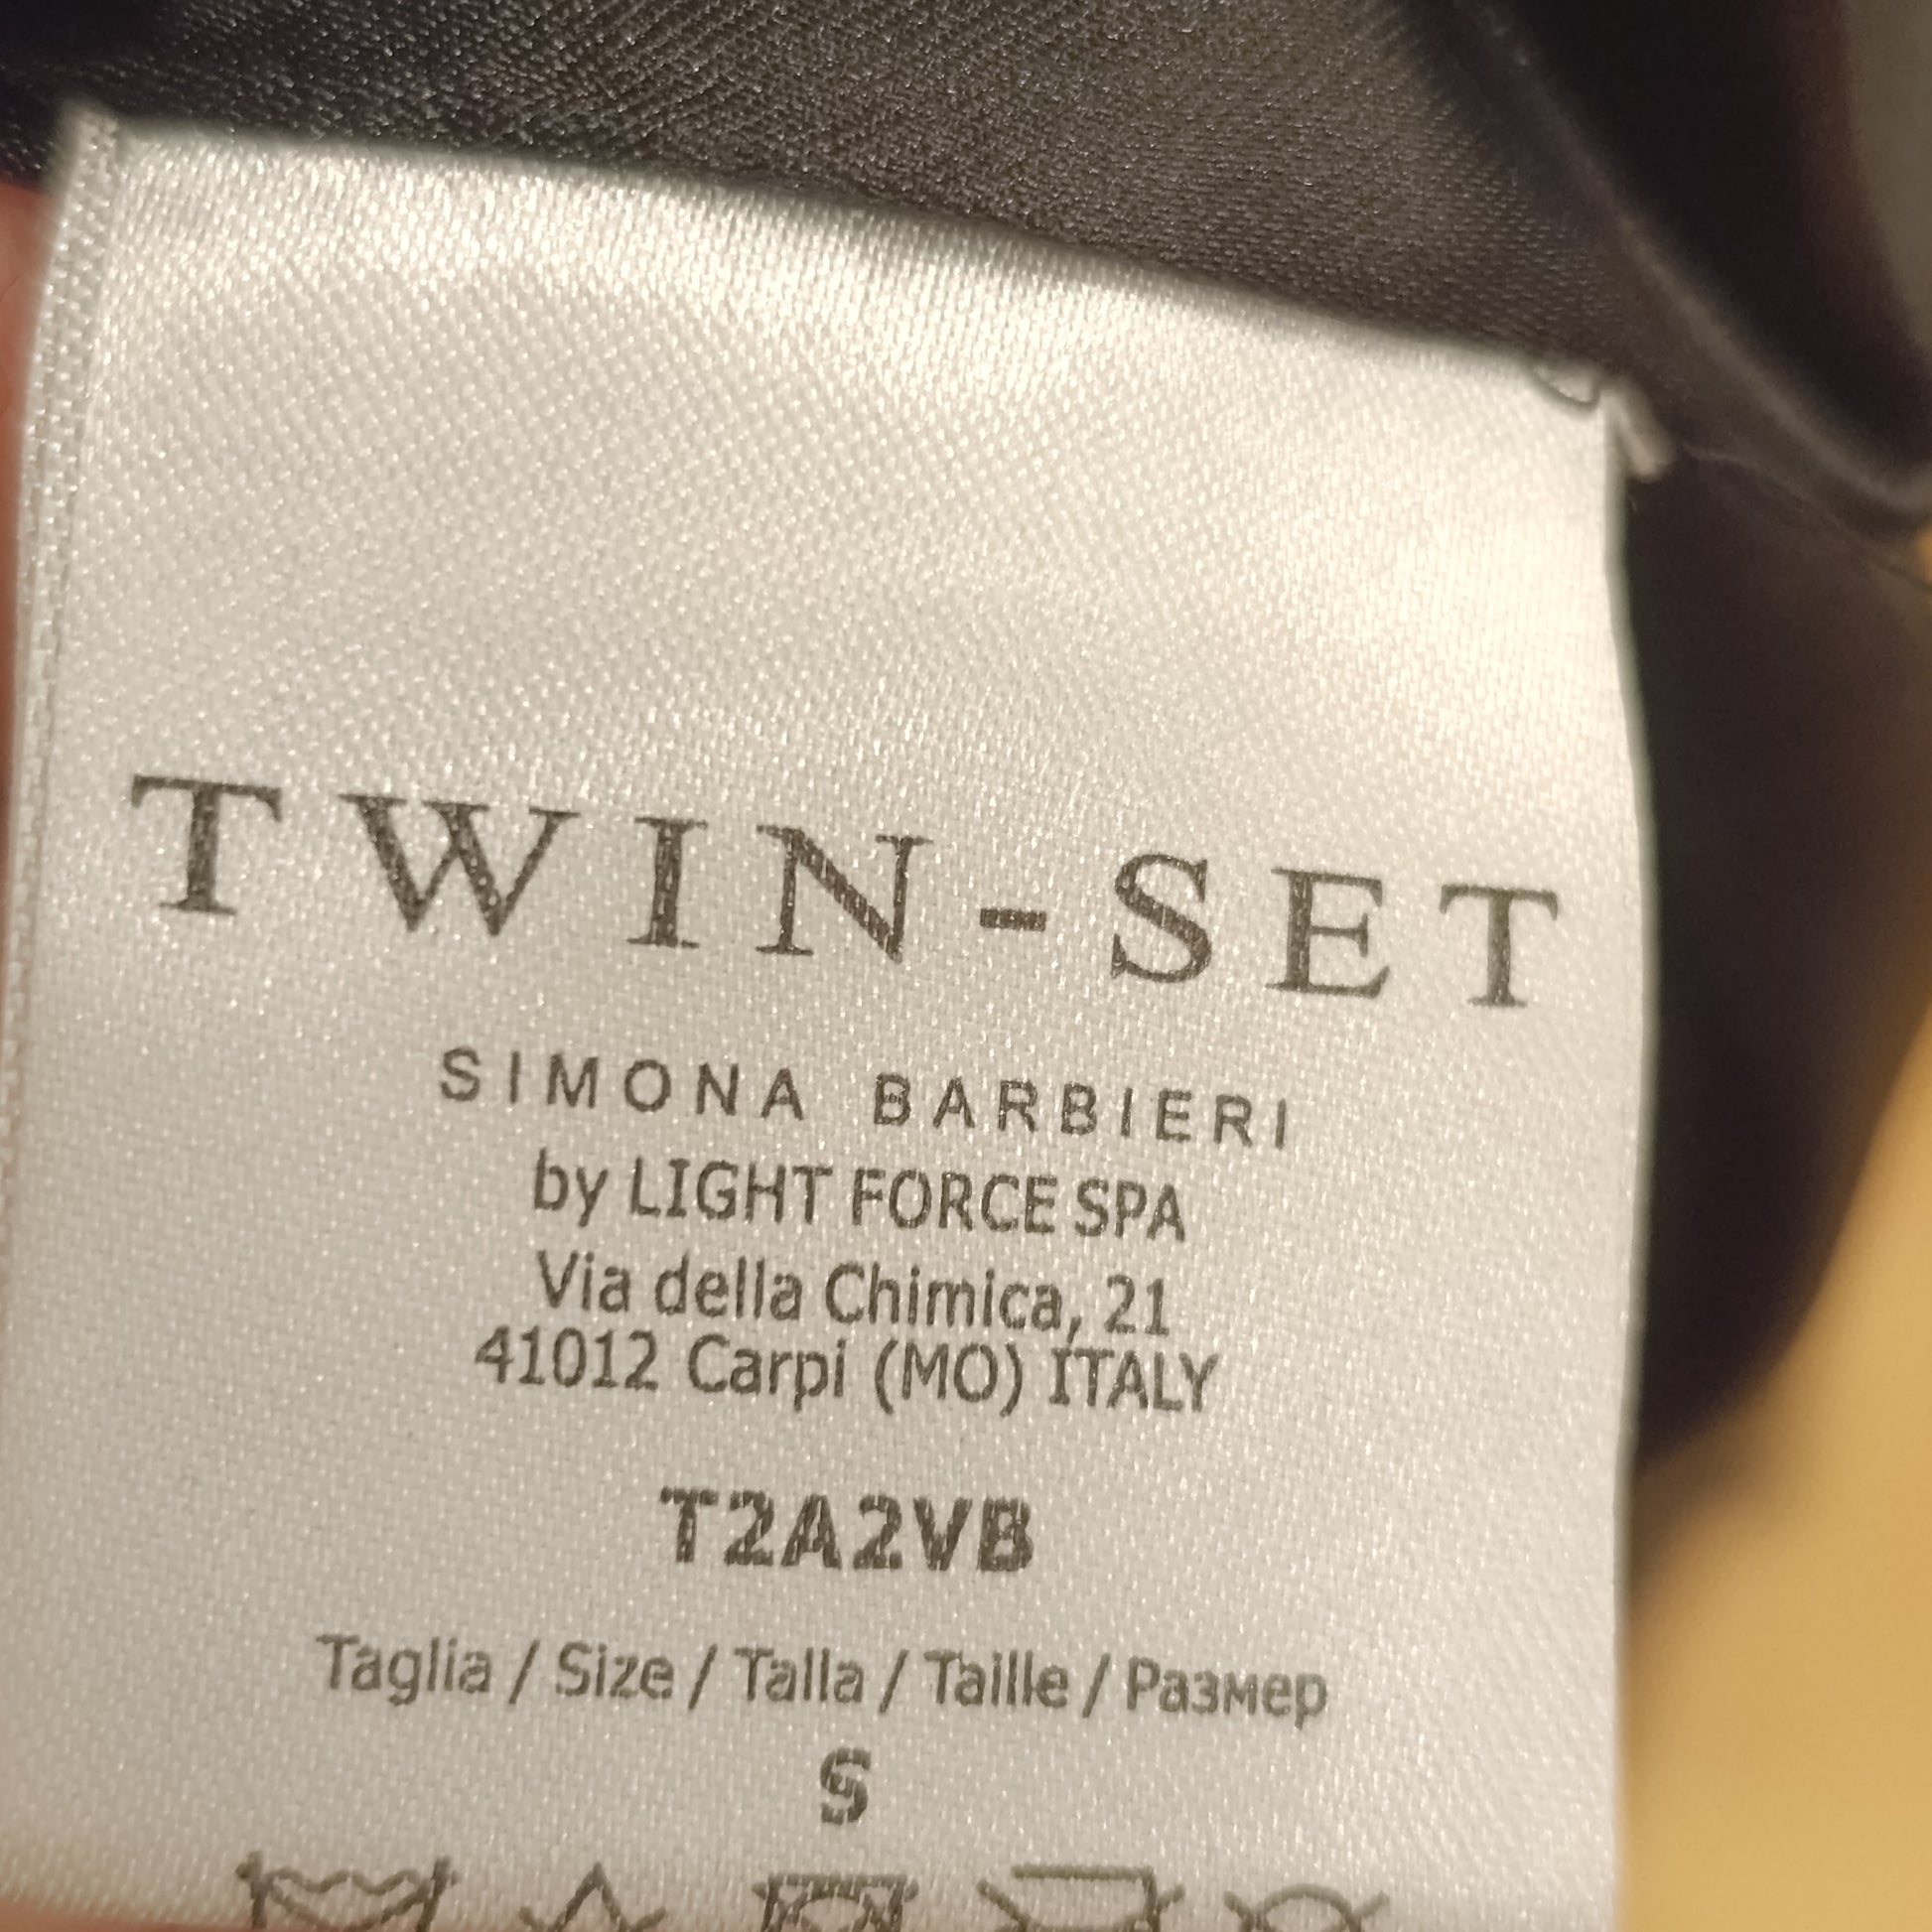 TWIN-SET
SIMONA BARBIERI
by LIGHT FORCE SPA
Via della Chimica, 21
41012 Carpi (MO) ITALY
T2A2VB
Taglia / Size / Talla / Taille / Размер
S